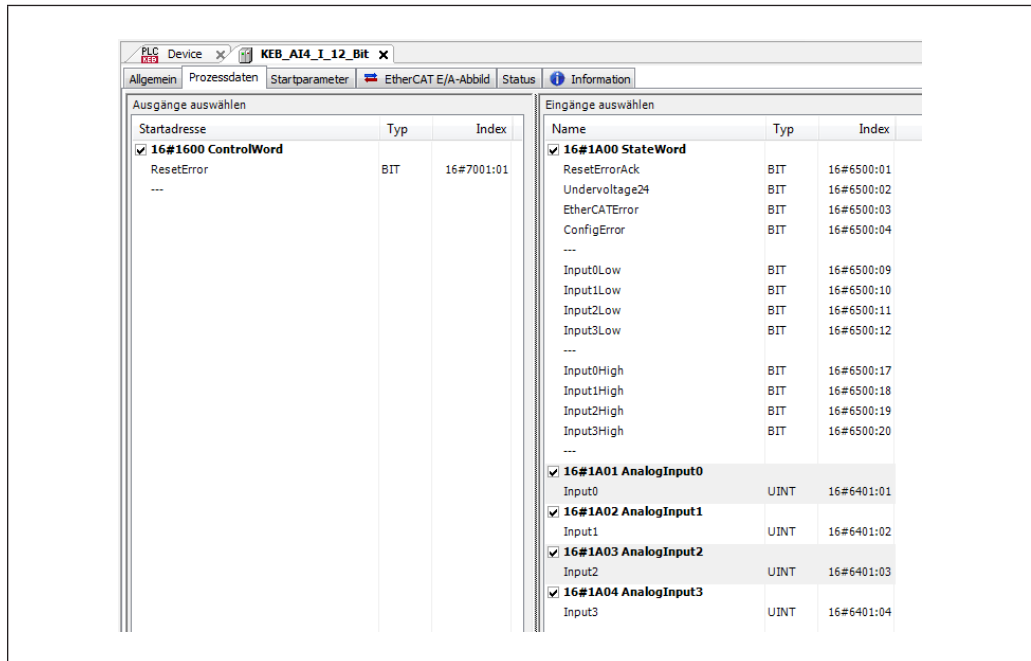 PLC KEB Device KEB_AI4_I_12_Bit
Allgemein Prozessdaten Startparameter EtherCAT E/A-Abbild Status Information
Ausgänge auswählen
Startadresse Typ Index
16#1600 ControlWord
ResetError BIT 16#7001:01
---
Eingänge auswählen
Name Typ Index
16#1A00 StateWord
ResetErrorAck BIT 16#6500:01
Undervoltage24 BIT 16#6500:02
EtherCATError BIT 16#6500:03
ConfigError BIT 16#6500:04
---
Input0Low BIT 16#6500:09
Input1Low BIT 16#6500:10
Input2Low BIT 16#6500:11
Input3Low BIT 16#6500:12
---
Input0High BIT 16#6500:17
Input1High BIT 16#6500:18
Input2High BIT 16#6500:19
Input3High BIT 16#6500:20
---
16#1A01 AnalogInput0
Input0 UINT 16#6401:01
16#1A02 AnalogInput1
Input1 UINT 16#6401:02
16#1A03 AnalogInput2
Input2 UINT 16#6401:03
16#1A04 AnalogInput3
Input3 UINT 16#6401:04